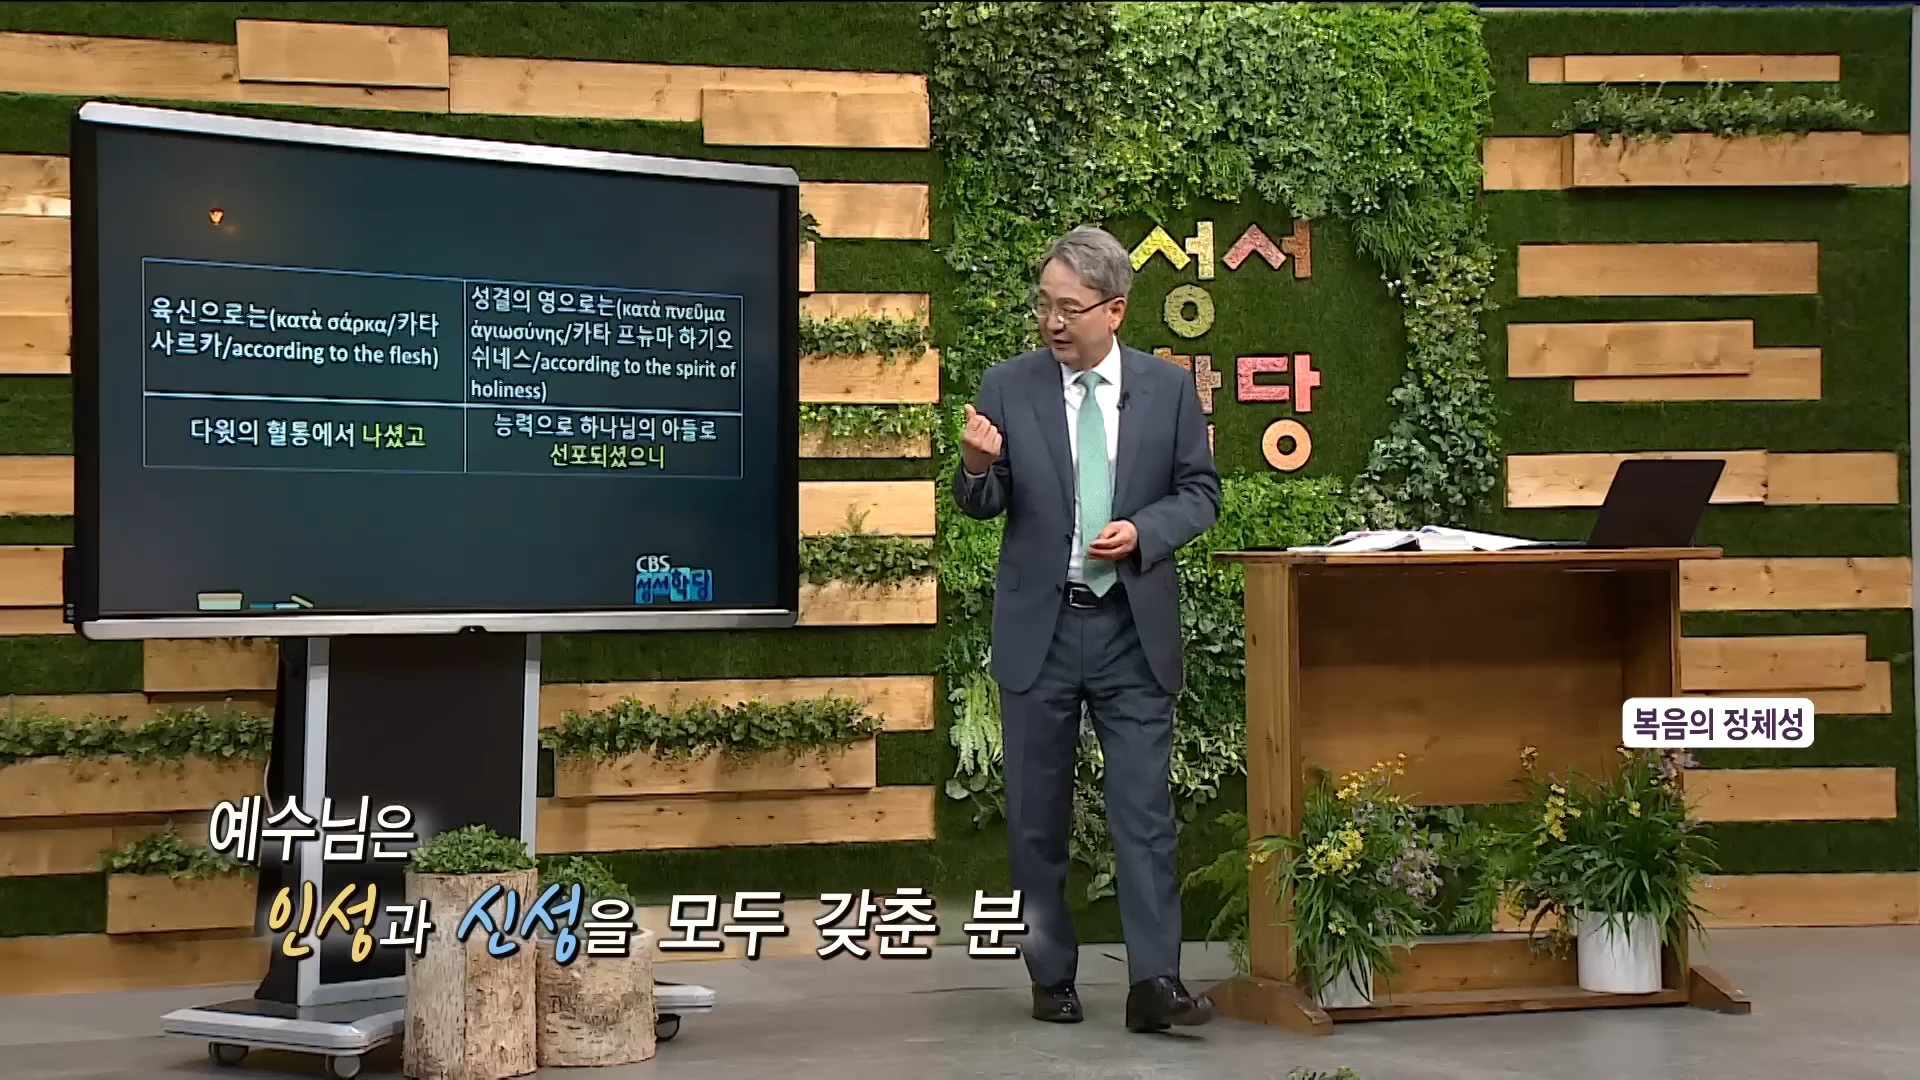 육신으로는(κατὰ σάρκα/카타
사르카/according to the flesh)
성결의 영으로는(κατὰ πνεῦμα
ἁγιωσύνης/카타 프뉴마 하기오
쉬네스/according to the spirit of
holiness)
다윗의 혈통에서 나셨고
능력으로 하나님의 아들로
선포되셨으니
CBS
성서학당
성서
학당
복음의 정체성
예수님은
인성과 신성을 모두 갖춘 분